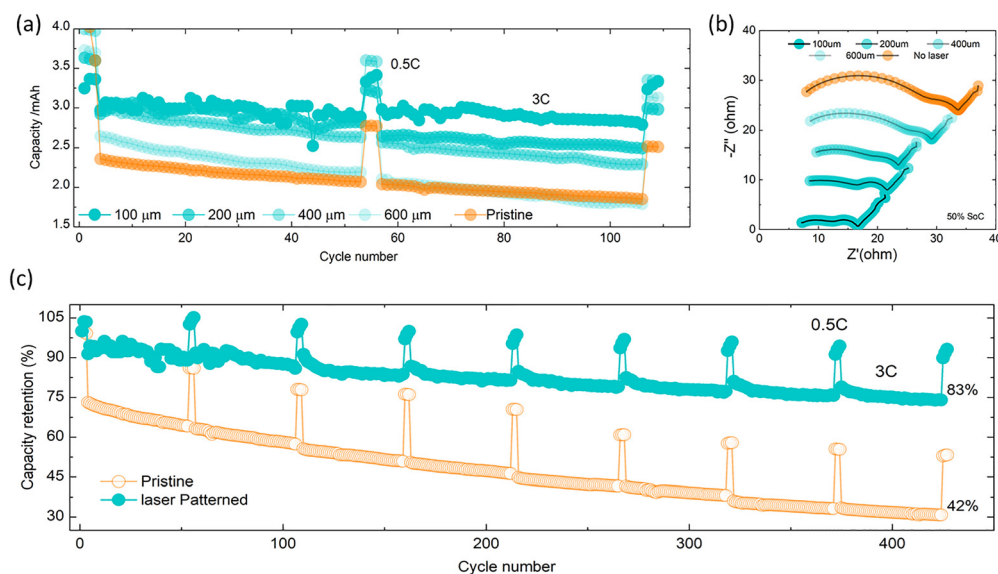 (a)
4.0
3.5
3.0
2.5
2.0
1.5
Capacity /mAh
0.5C
3C
100 μm
200 μm
400 μm
600 μm
Pristine
0
20
40
60
80
100
Cycle number
(b)
40
30
20
10
0
-Z'' (ohm)
100um
200um
400um
600um
No laser
50% SoC
0
10
20
30
40
Z'(ohm)
(c)
105
90
75
60
45
30
Capacity retention (%)
0.5C
3C
83%
42%
Pristine
laser Patterned
0
100
200
300
400
Cycle number